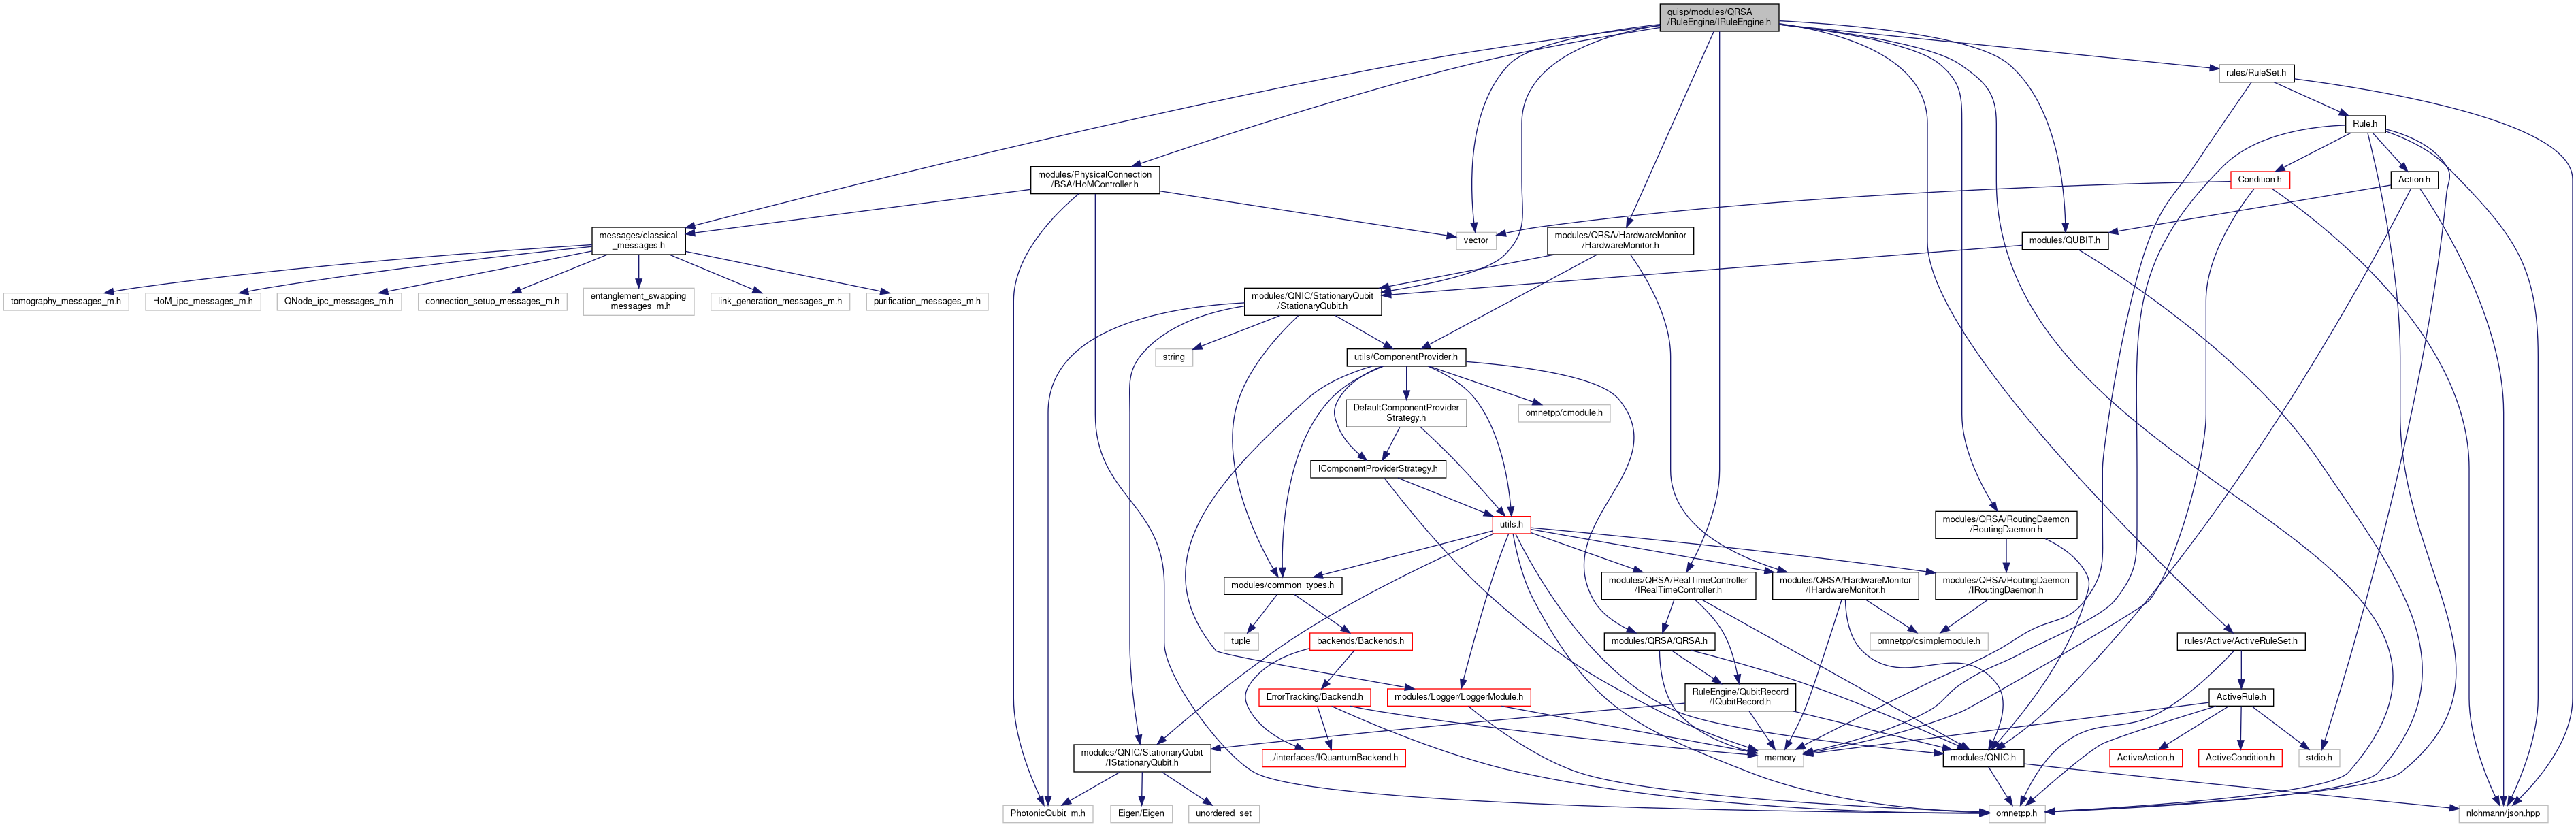 quisp/modules/QRSA
/RuleEngine/IRuleEngine.h
rules/RuleSet.h
Rule.h
modules/PhysicalConnection
/BSA/HoMController.h
Condition.h
Action.h
messages/classical
_messages.h
vector
modules/QRSA/HardwareMonitor
/HardwareMonitor.h
modules/QUBIT.h
tomography_messages_m.h
HoM_ipc_messages_m.h
QNode_ipc_messages_m.h
connection_setup_messages_m.h
entanglement_swapping
_messages_m.h
link_generation_messages_m.h
purification_messages_m.h
modules/QNIC/StationaryQubit
/StationaryQubit.h
string
utils/ComponentProvider.h
DefaultComponentProvider
Strategy.h
omnetpp/cmodule.h
IComponentProviderStrategy.h
utils.h
modules/QRSA/RoutingDaemon
/RoutingDaemon.h
modules/common_types.h
modules/QRSA/RealTimeController
/IRealTimeController.h
modules/QRSA/HardwareMonitor
/IHardwareMonitor.h
modules/QRSA/RoutingDaemon
/IRoutingDaemon.h
tuple
backends/Backends.h
modules/QRSA/QRSA.h
omnetpp/csimplemodule.h
rules/Active/ActiveRuleSet.h
ErrorTracking/Backend.h
modules/Logger/LoggerModule.h
RuleEngine/QubitRecord
/IQubitRecord.h
ActiveRule.h
modules/QNIC/StationaryQubit
/IStationaryQubit.h
../interfaces/IQuantumBackend.h
memory
modules/QNIC.h
ActiveAction.h
ActiveCondition.h
stdio.h
PhotonicQubit_m.h
Eigen/Eigen
unordered_set
omnetpp.h
nlohmann/json.hpp